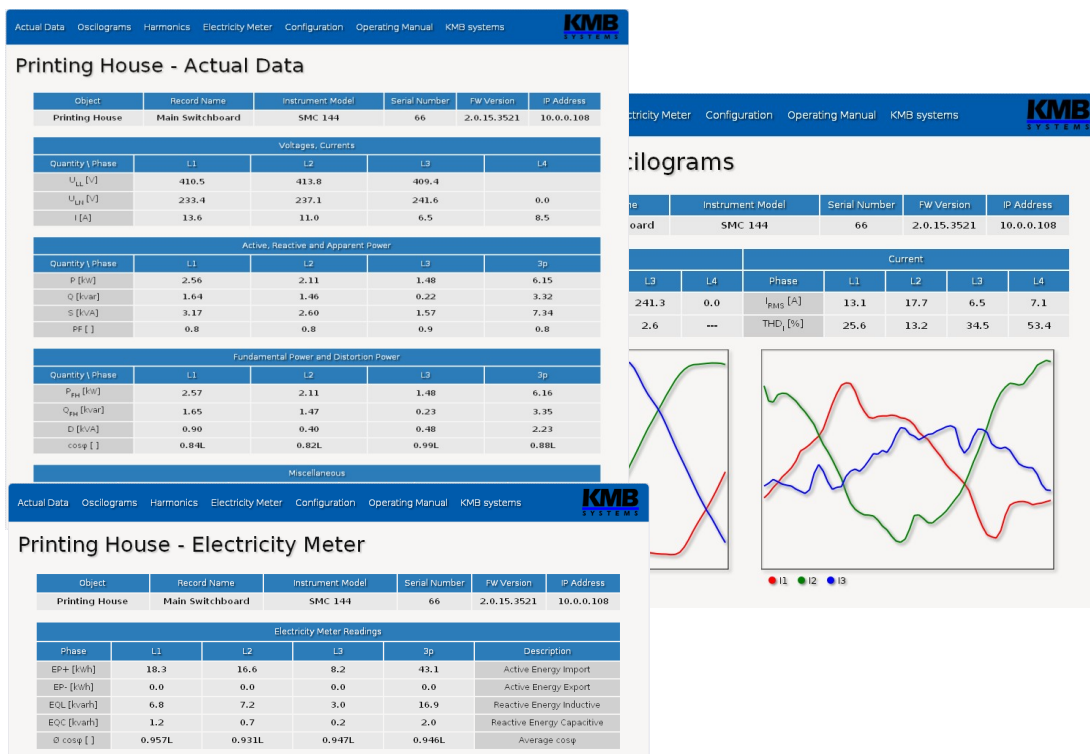 Actual Data Oscilograms Harmonics Electricity Meter Configuration Operating Manual KMB systems KMB SYSTEMS
Printing House - Actual Data
Object Record Name Instrument Model Serial Number FW Version IP Address
Printing House Main Switchboard SMC 144 66 2.0.15.3521 10.0.0.108
Voltages, Currents
Quantity \ Phase L1 L2 L3 L4
ULL [V] 410.5 413.8 409.4
ULN [V] 233.4 237.1 241.6 0.0
I [A] 13.6 11.0 6.5 8.5
Active, Reactive and Apparent Power
Quantity \ Phase L1 L2 L3 3p
P [kW] 2.56 2.11 1.48 6.15
Q [kvar] 1.64 1.46 0.22 3.32
S [kVA] 3.17 2.60 1.57 7.34
PF [ ] 0.8 0.8 0.9 0.8
Fundamental Power and Distortion Power
Quantity \ Phase L1 L2 L3 3p
PFH [kW] 2.57 2.11 1.48 6.16
QFH [kvar] 1.65 1.47 0.23 3.35
D [kVA] 0.90 0.40 0.48 2.23
cosφ [ ] 0.84L 0.82L 0.99L 0.88L
Miscellaneous
ctricity Meter Configuration Operating Manual KMB systems KMB SYSTEMS
cilograms
me Instrument Model Serial Number FW Version IP Address
oard SMC 144 66 2.0.15.3521 10.0.0.108
Current
L3 L4 Phase L1 L2 L3 L4
241.3 0.0 IRMS [A] 13.1 17.7 6.5 7.1
2.6 --- THDI [%] 25.6 13.2 34.5 53.4
I1 I2 I3
Actual Data Oscilograms Harmonics Electricity Meter Configuration Operating Manual KMB systems KMB SYSTEMS
Printing House - Electricity Meter
Object Record Name Instrument Model Serial Number FW Version IP Address
Printing House Main Switchboard SMC 144 66 2.0.15.3521 10.0.0.108
Electricity Meter Readings
Phase L1 L2 L3 3p Description
EP+ [kWh] 18.3 16.6 8.2 43.1 Active Energy Import
EP- [kWh] 0.0 0.0 0.0 0.0 Active Energy Export
EQL [kvarh] 6.8 7.2 3.0 16.9 Reactive Energy Inductive
EQC [kvarh] 1.2 0.7 0.2 2.0 Reactive Energy Capacitive
Ø cosφ [ ] 0.957L 0.931L 0.947L 0.946L Average cosφ